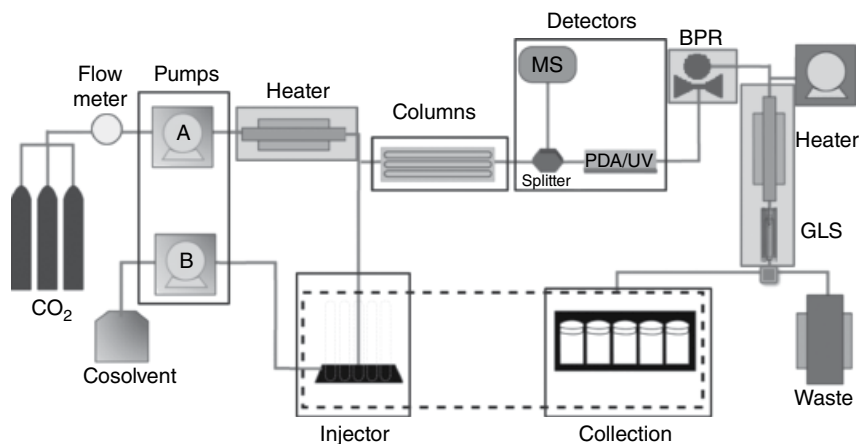 Detectors
BPR
MS
Flow
meter
Pumps
Heater
Columns
A
Heater
PDA/UV
Splitter
GLS
B
CO₂
Cosolvent
Waste
Injector
Collection